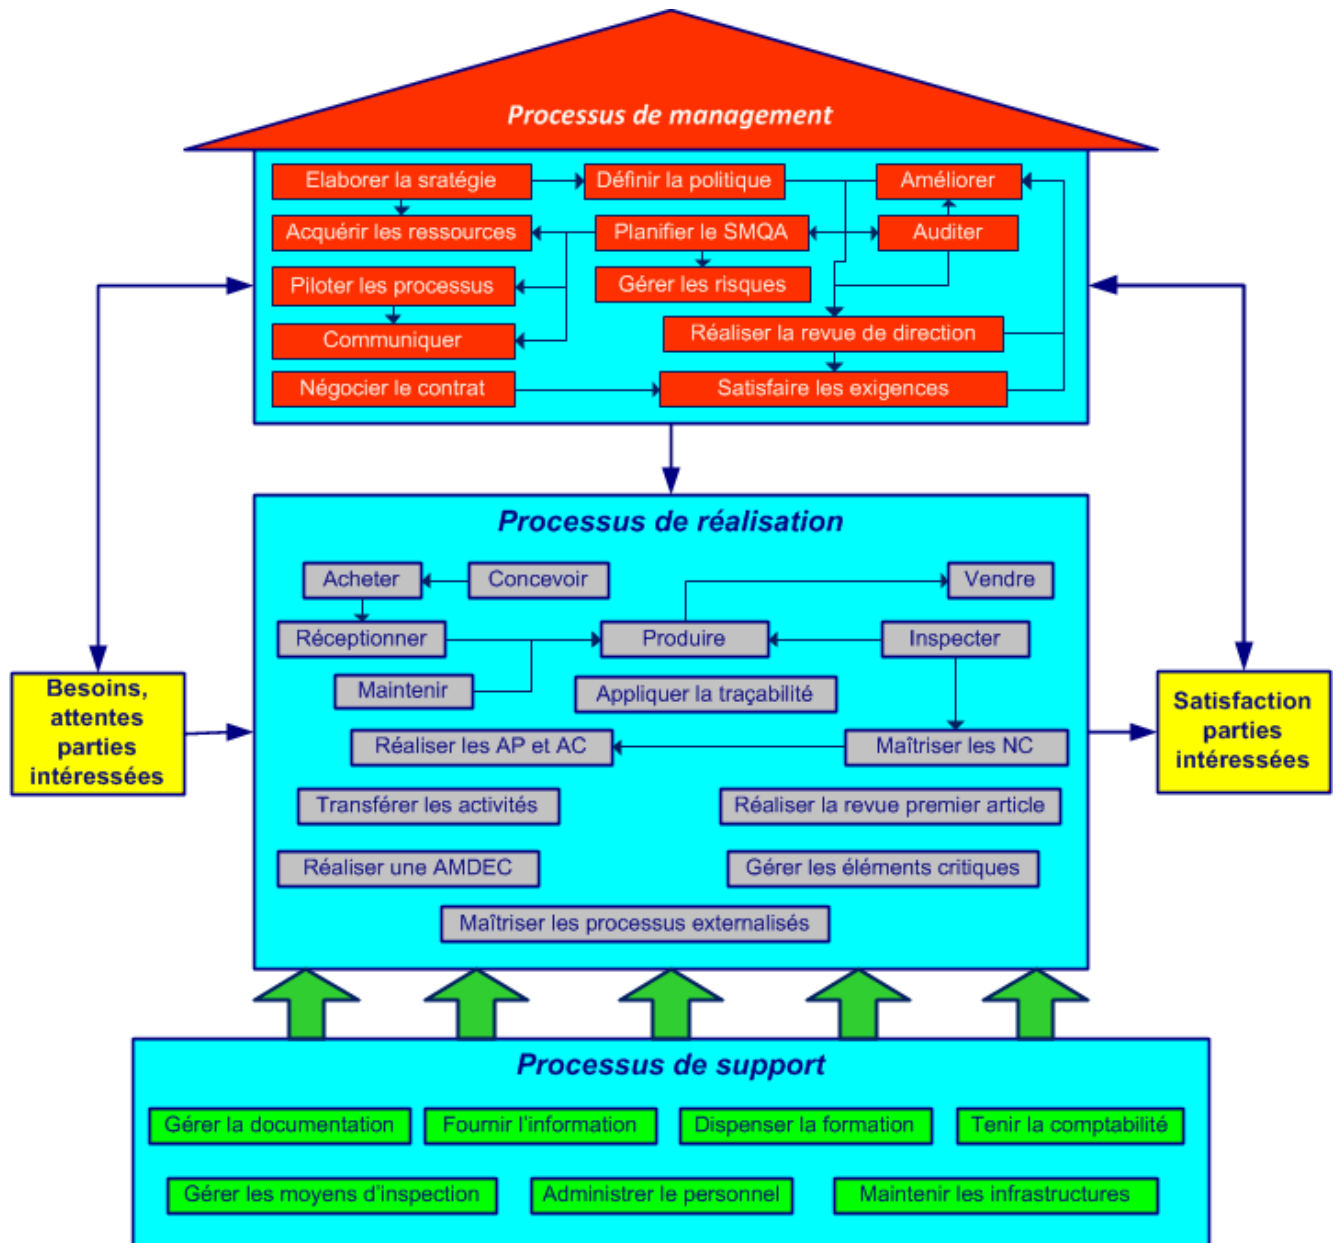 Processus de management
Elaborer la sratégie
Définir la politique
Améliorer
Acquérir les ressources
Planifier le SMQA
Auditer
Piloter les processus
Gérer les risques
Communiquer
Réaliser la revue de direction
Négocier le contrat
Satisfaire les exigences
Processus de réalisation
Acheter
Concevoir
Vendre
Réceptionner
Produire
Inspecter
Maintenir
Appliquer la traçabilité
Réaliser les AP et AC
Maîtriser les NC
Transférer les activités
Réaliser la revue premier article
Réaliser une AMDEC
Gérer les éléments critiques
Maîtriser les processus externalisés
Besoins,
attentes
parties
intéressées
Satisfaction
parties
intéressées
Processus de support
Gérer la documentation
Fournir l'information
Dispenser la formation
Tenir la comptabilité
Gérer les moyens d'inspection
Administrer le personnel
Maintenir les infrastructures